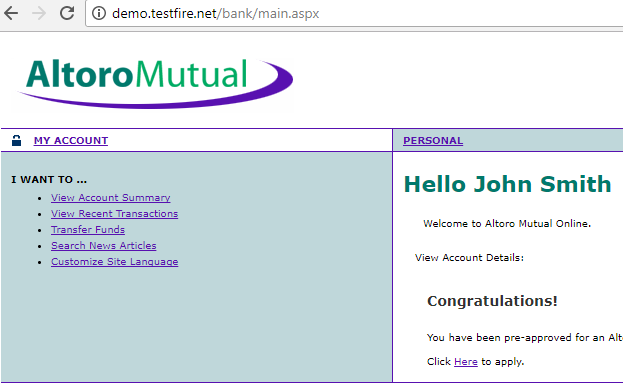 demo.testfire.net/bank/main.aspx
AltoroMutual
MY ACCOUNT
PERSONAL
I WANT TO ...
View Account Summary
View Recent Transactions
Transfer Funds
Search News Articles
Customize Site Language
Hello John Smith
Welcome to Altoro Mutual Online.
View Account Details:
Congratulations!
You have been pre-approved for an Alt
Click Here to apply.